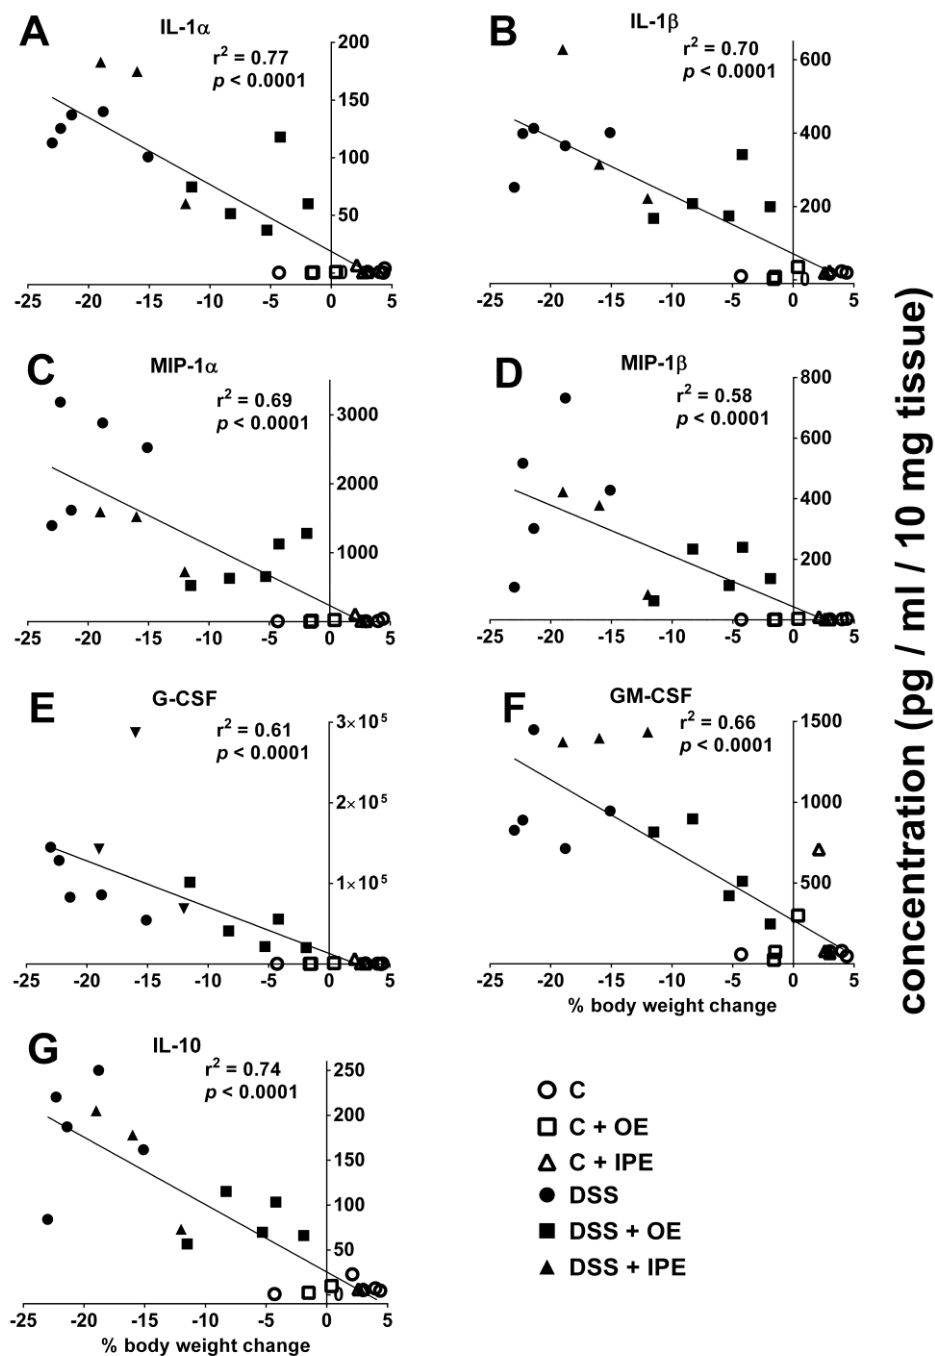 A
IL-1α
r² = 0.77
p < 0.0001
200
150
100
50
0
-25 -20 -15 -10 -5 0 5
B
IL-1β
r² = 0.70
p < 0.0001
600
400
200
0
-25 -20 -15 -10 -5 0 5
C
MIP-1α
r² = 0.69
p < 0.0001
3000
2000
1000
-25 -20 -15 -10 -5 0 5
D
MIP-1β
r² = 0.58
p < 0.0001
800
600
400
200
-25 -20 -15 -10 -5 0 5
E
G-CSF
r² = 0.61
p < 0.0001
3×10⁵
2×10⁵
1×10⁵
-25 -20 -15 -10 -5 0 5
F
GM-CSF
r² = 0.66
p < 0.0001
1500
1000
500
-25 -20 -15 -10 -5 0 5
% body weight change
G
IL-10
r² = 0.74
p < 0.0001
250
200
150
100
50
0
-25 -20 -15 -10 -5 0 5
% body weight change
C
C + OE
C + IPE
DSS
DSS + OE
DSS + IPE
concentration (pg / ml / 10 mg tissue)